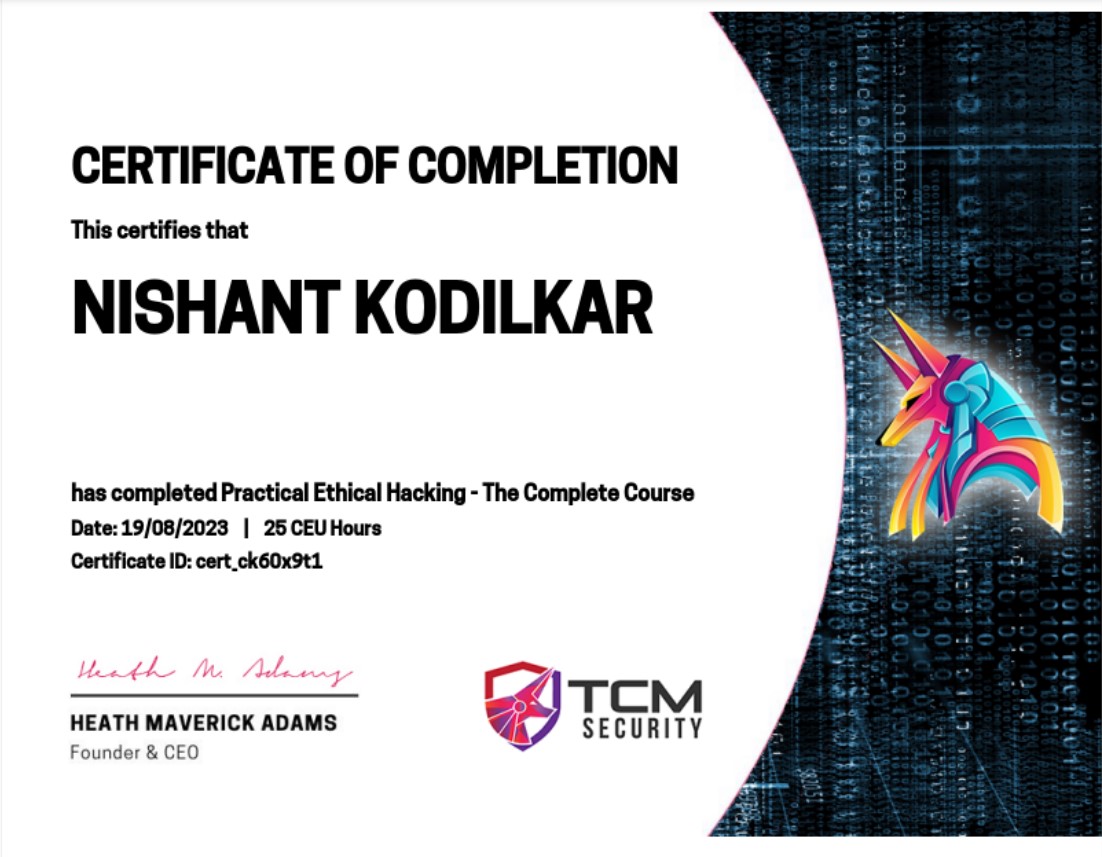 CERTIFICATE OF COMPLETION
This certifies that
NISHANT KODILKAR
has completed Practical Ethical Hacking - The Complete Course
Date: 19/08/2023 | 25 CEU Hours
Certificate ID: cert_ck60x9t1
Heath M. Adams
HEATH MAVERICK ADAMS
Founder & CEO
TCM
SECURITY